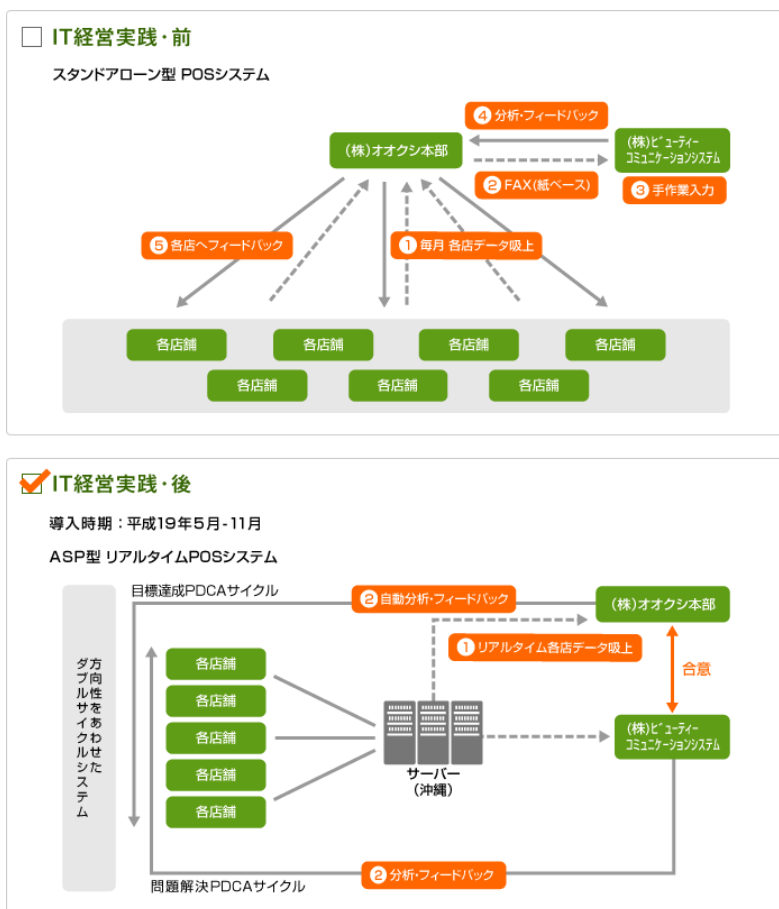 IT経営実践・前
スタンドアローン型 POSシステム
④分析・フィードバック
(株)オオクシ本部
(株)ビューティー
コミュニケーションシステム
②FAX(紙ベース)
③手作業入力
⑤各店へフィードバック
①毎月 各店データ吸上
各店舗
各店舗
各店舗
各店舗
各店舗
各店舗
各店舗
IT経営実践・後
導入時期：平成19年5月-11月
ASP型 リアルタイムPOSシステム
目標達成PDCAサイクル
②自動分析・フィードバック
(株)オオクシ本部
①リアルタイム各店データ吸上
合意
方向性をあわせた
ダブルサイクルシステム
各店舗
各店舗
各店舗
各店舗
各店舗
サーバー
(沖縄)
(株)ビューティー
コミュニケーションシステム
②分析・フィードバック
問題解決PDCAサイクル